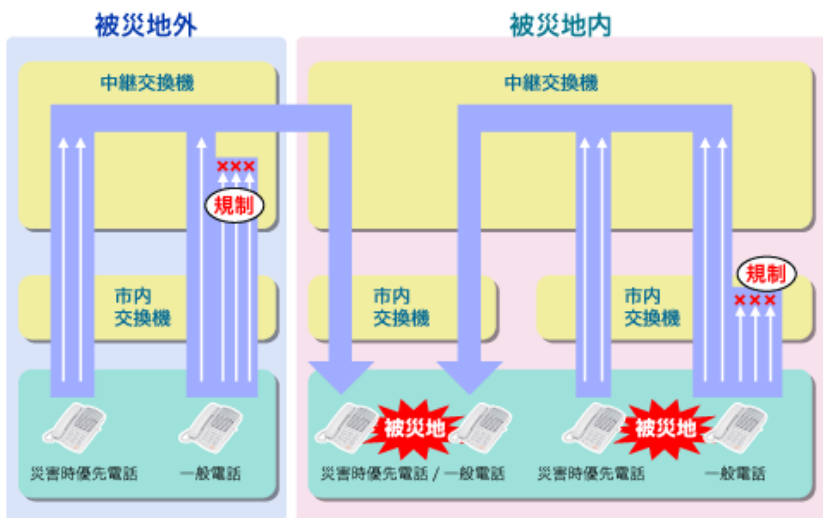 被災地外
被災地内
中継交換機
中継交換機
×××
規制
規制
×××
市内
交換機
市内
交換機
市内
交換機
被災地
被災地
災害時優先電話
一般電話
災害時優先電話 / 一般電話
災害時優先電話
一般電話